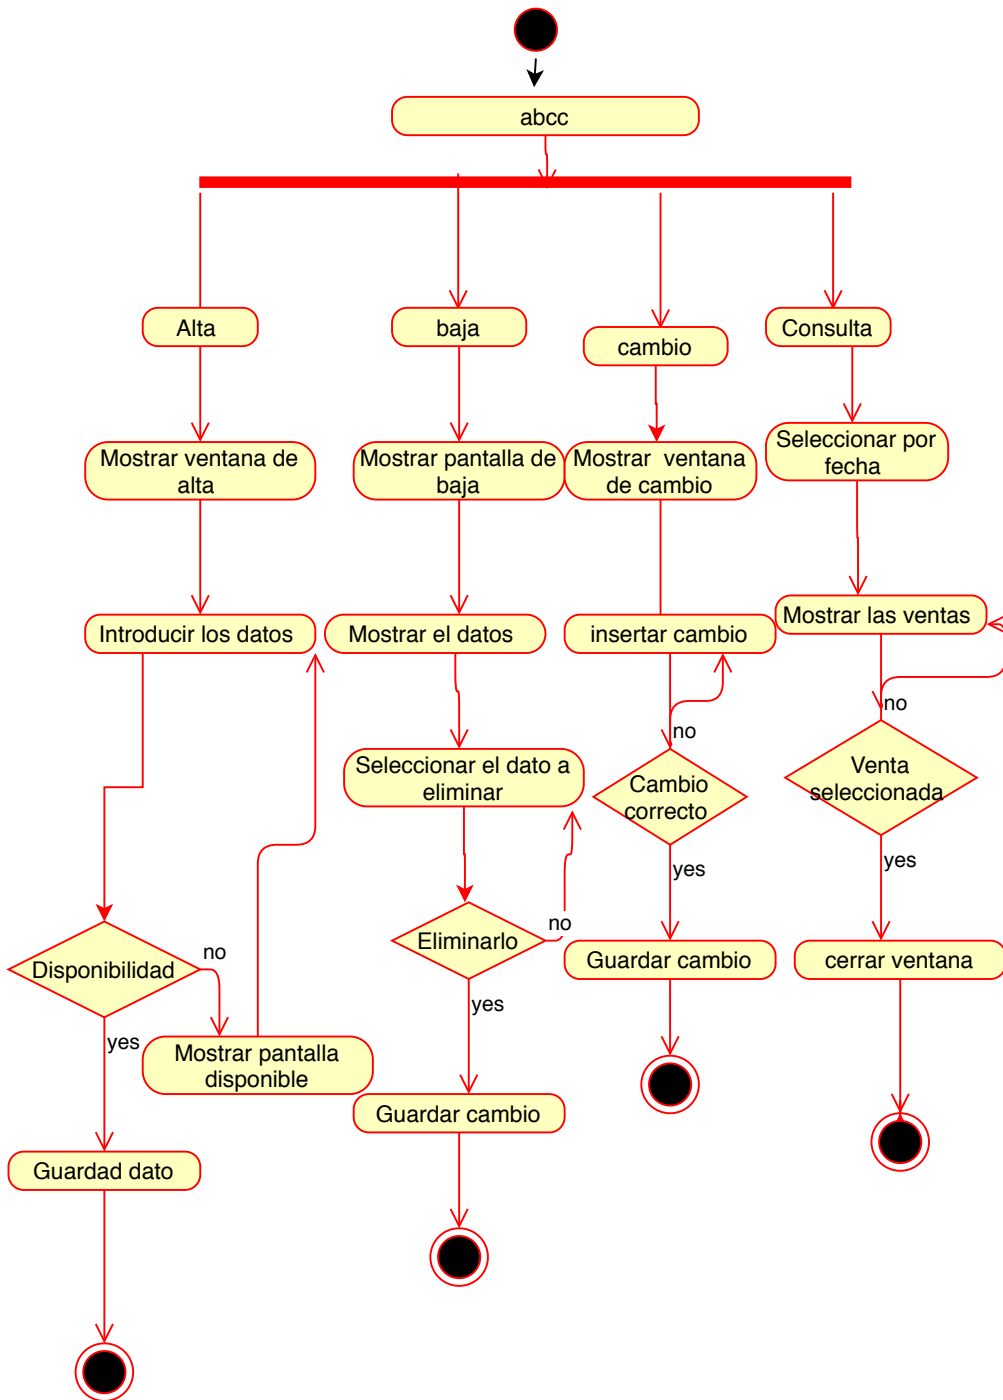 abcc
Alta
baja
cambio
Consulta
Mostrar ventana de
alta
Mostrar pantalla de
baja
Mostrar  ventana
de cambio
Seleccionar por
fecha
Introducir los datos
Mostrar el datos
insertar cambio
Mostrar las ventas
no
no
Seleccionar el dato a
eliminar
Cambio
correcto
Venta
seleccionada
yes
yes
no
Eliminarlo
no
Disponibilidad
Guardar cambio
cerrar ventana
yes
yes
Mostrar pantalla
disponible
Guardar cambio
Guardad dato